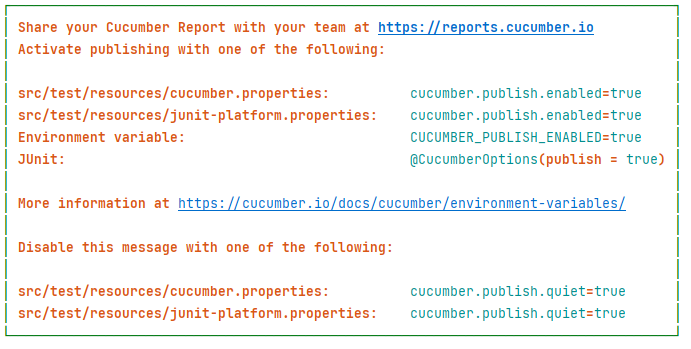 Share your Cucumber Report with your team at https://reports.cucumber.io
Activate publishing with one of the following:
src/test/resources/cucumber.properties: cucumber.publish.enabled=true
src/test/resources/junit-platform.properties: cucumber.publish.enabled=true
Environment variable: CUCUMBER_PUBLISH_ENABLED=true
JUnit: @CucumberOptions(publish = true)
More information at https://cucumber.io/docs/cucumber/environment-variables/
Disable this message with one of the following:
src/test/resources/cucumber.properties: cucumber.publish.quiet=true
src/test/resources/junit-platform.properties: cucumber.publish.quiet=true